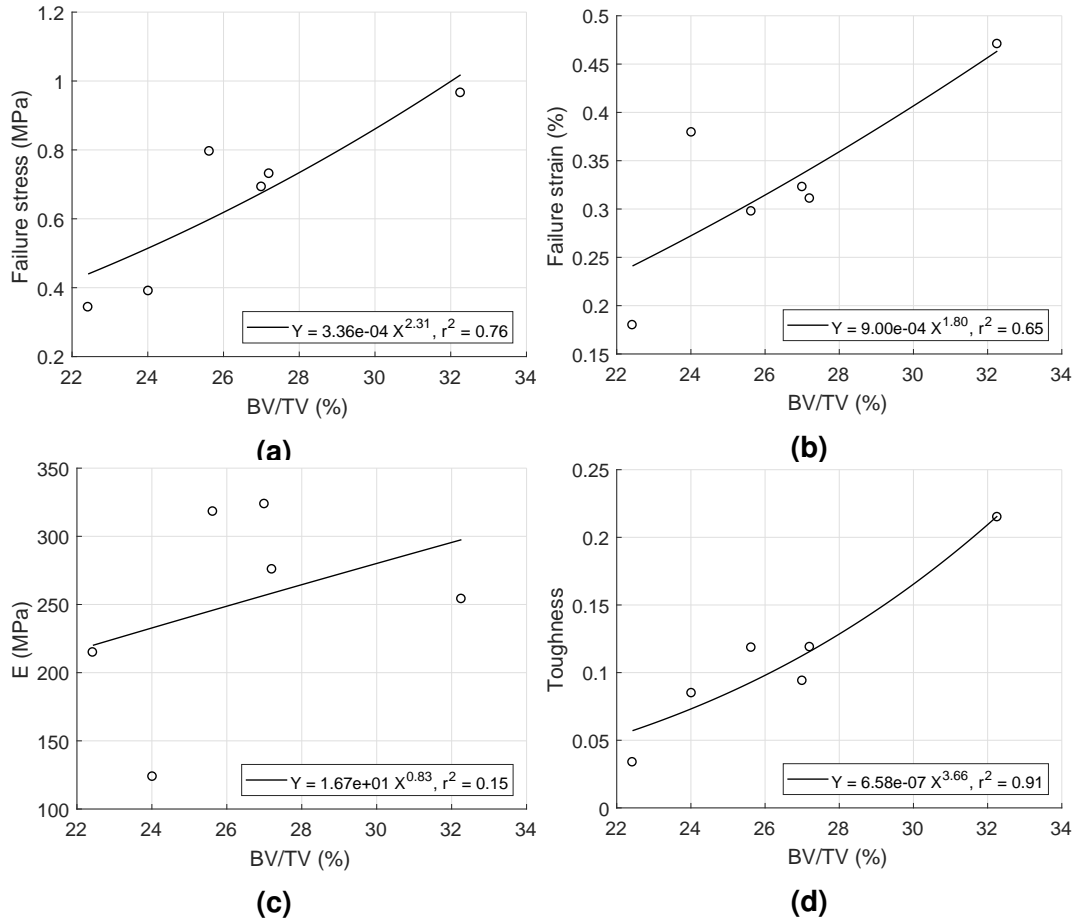 1.2
1
0.8
0.6
0.4
0.2
Failure stress (MPa)
Y = 3.36e-04 X^2.31, r^2 = 0.76
22 24 26 28 30 32 34
BV/TV (%)
(a)
0.5
0.45
0.4
0.35
0.3
0.25
0.2
0.15
Failure strain (%)
Y = 9.00e-04 X^1.80, r^2 = 0.65
22 24 26 28 30 32 34
BV/TV (%)
(b)
350
300
250
200
150
100
E (MPa)
Y = 1.67e+01 X^0.83, r^2 = 0.15
22 24 26 28 30 32 34
BV/TV (%)
(c)
0.25
0.2
0.15
0.1
0.05
0
Toughness
Y = 6.58e-07 X^3.66, r^2 = 0.91
22 24 26 28 30 32 34
BV/TV (%)
(d)